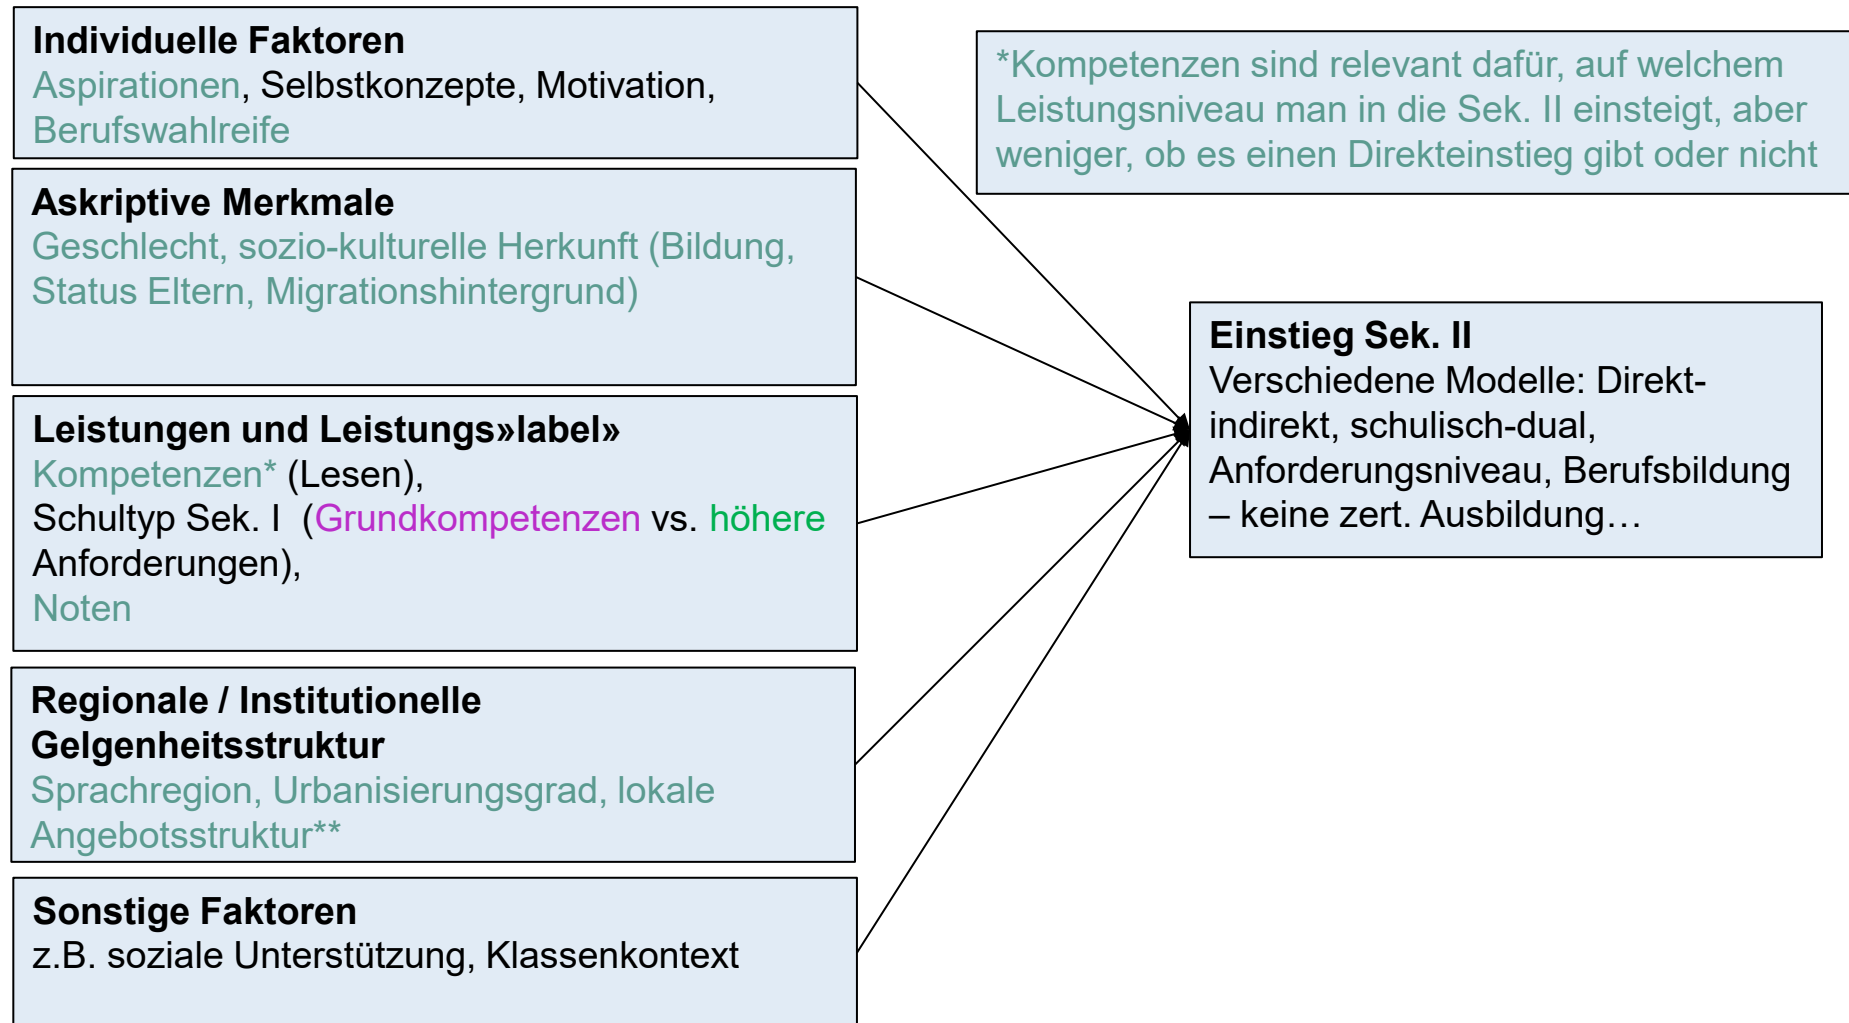 Individuelle Faktoren
Aspirationen, Selbstkonzepte, Motivation,
Berufswahlreife
*Kompetenzen sind relevant dafür, auf welchem
Leistungsniveau man in die Sek. II einsteigt, aber
weniger, ob es einen Direkteinstieg gibt oder nicht
Askriptive Merkmale
Geschlecht, sozio-kulturelle Herkunft (Bildung,
Status Eltern, Migrationshintergrund)
Einstieg Sek. II
Verschiedene Modelle: Direkt-
indirekt, schulisch-dual,
Anforderungsniveau, Berufsbildung
– keine zert. Ausbildung…
Leistungen und Leistungs»label»
Kompetenzen* (Lesen),
Schultyp Sek. I  (Grundkompetenzen vs. höhere
Anforderungen),
Noten
Regionale / Institutionelle
Gelgenheitsstruktur
Sprachregion, Urbanisierungsgrad, lokale
Angebotsstruktur**
Sonstige Faktoren
z.B. soziale Unterstützung, Klassenkontext